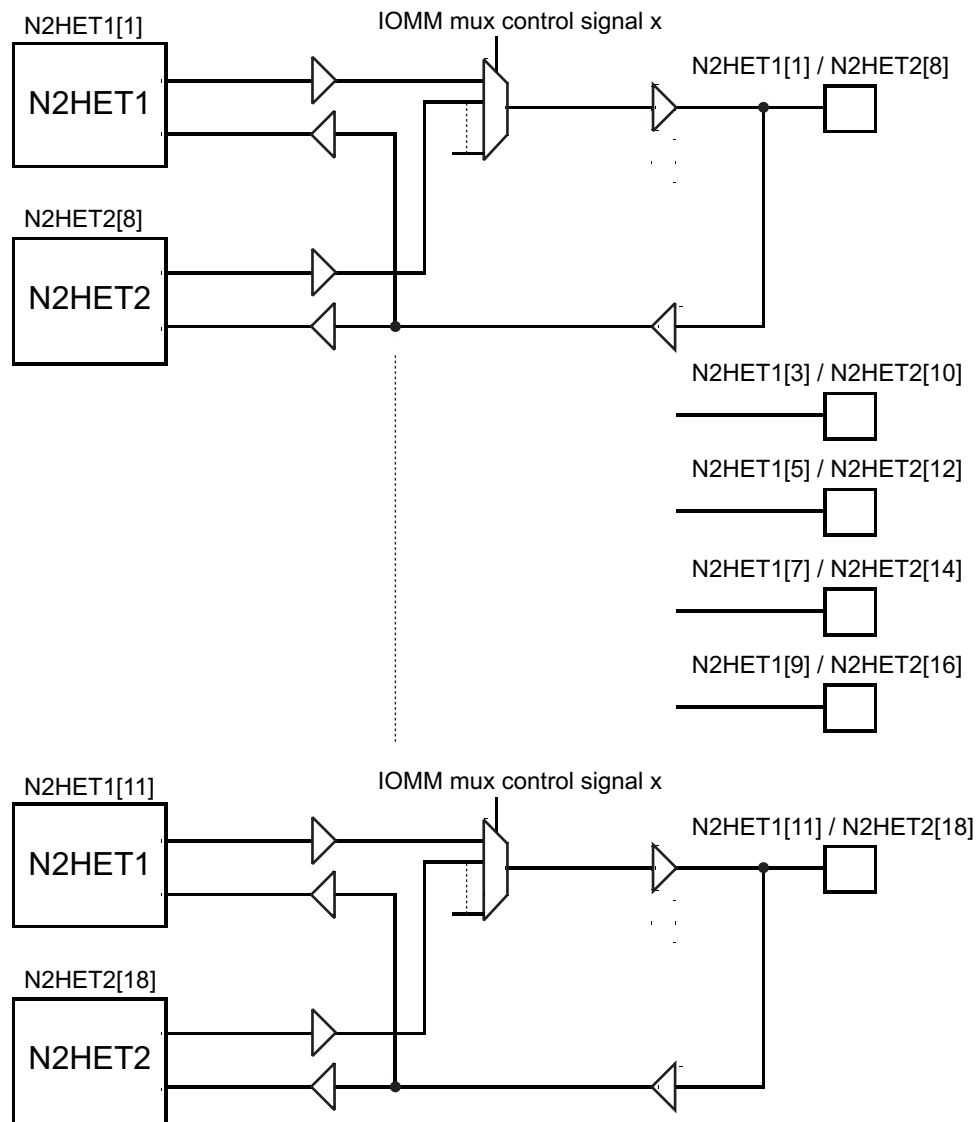 N2HET1[1]
IOMM mux control signal x
N2HET1
N2HET1[1] / N2HET2[8]
N2HET2[8]
N2HET2
N2HET1[3] / N2HET2[10]
N2HET1[5] / N2HET2[12]
N2HET1[7] / N2HET2[14]
N2HET1[9] / N2HET2[16]
N2HET1[11]
IOMM mux control signal x
N2HET1
N2HET1[11] / N2HET2[18]
N2HET2[18]
N2HET2